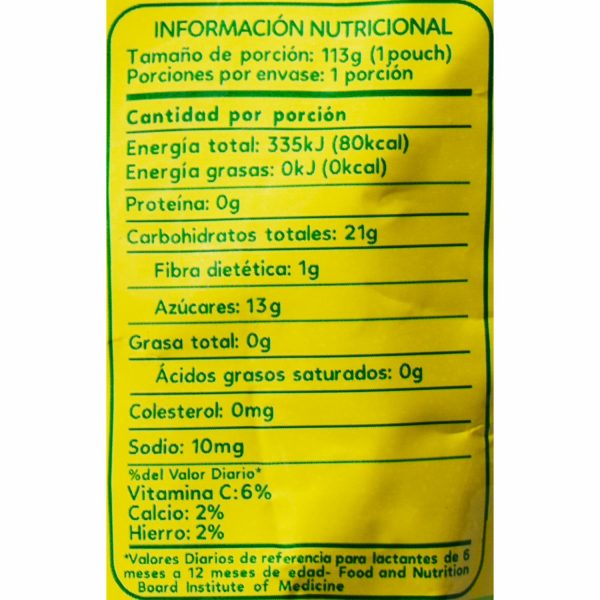 INFORMACIÓN NUTRICIONAL
Tamaño de porción: 113g (1 pouch)
Porciones por envase: 1 porción
Cantidad por porción
Energía total: 335kJ (80kcal)
Energía grasas: 0kJ (0kcal)
Proteína: 0g
Carbohidratos totales: 21g
Fibra dietética: 1g
Azúcares: 13g
Grasa total: 0g
Ácidos grasos saturados: 0g
Colesterol: 0mg
Sodio: 10mg
%del Valor Diario*
Vitamina C:6%
Calcio: 2%
Hierro: 2%
*Valores Diarios de referencia para lactantes de 6
meses a 12 meses de edad- Food and Nutrition
Board Institute of Medicine